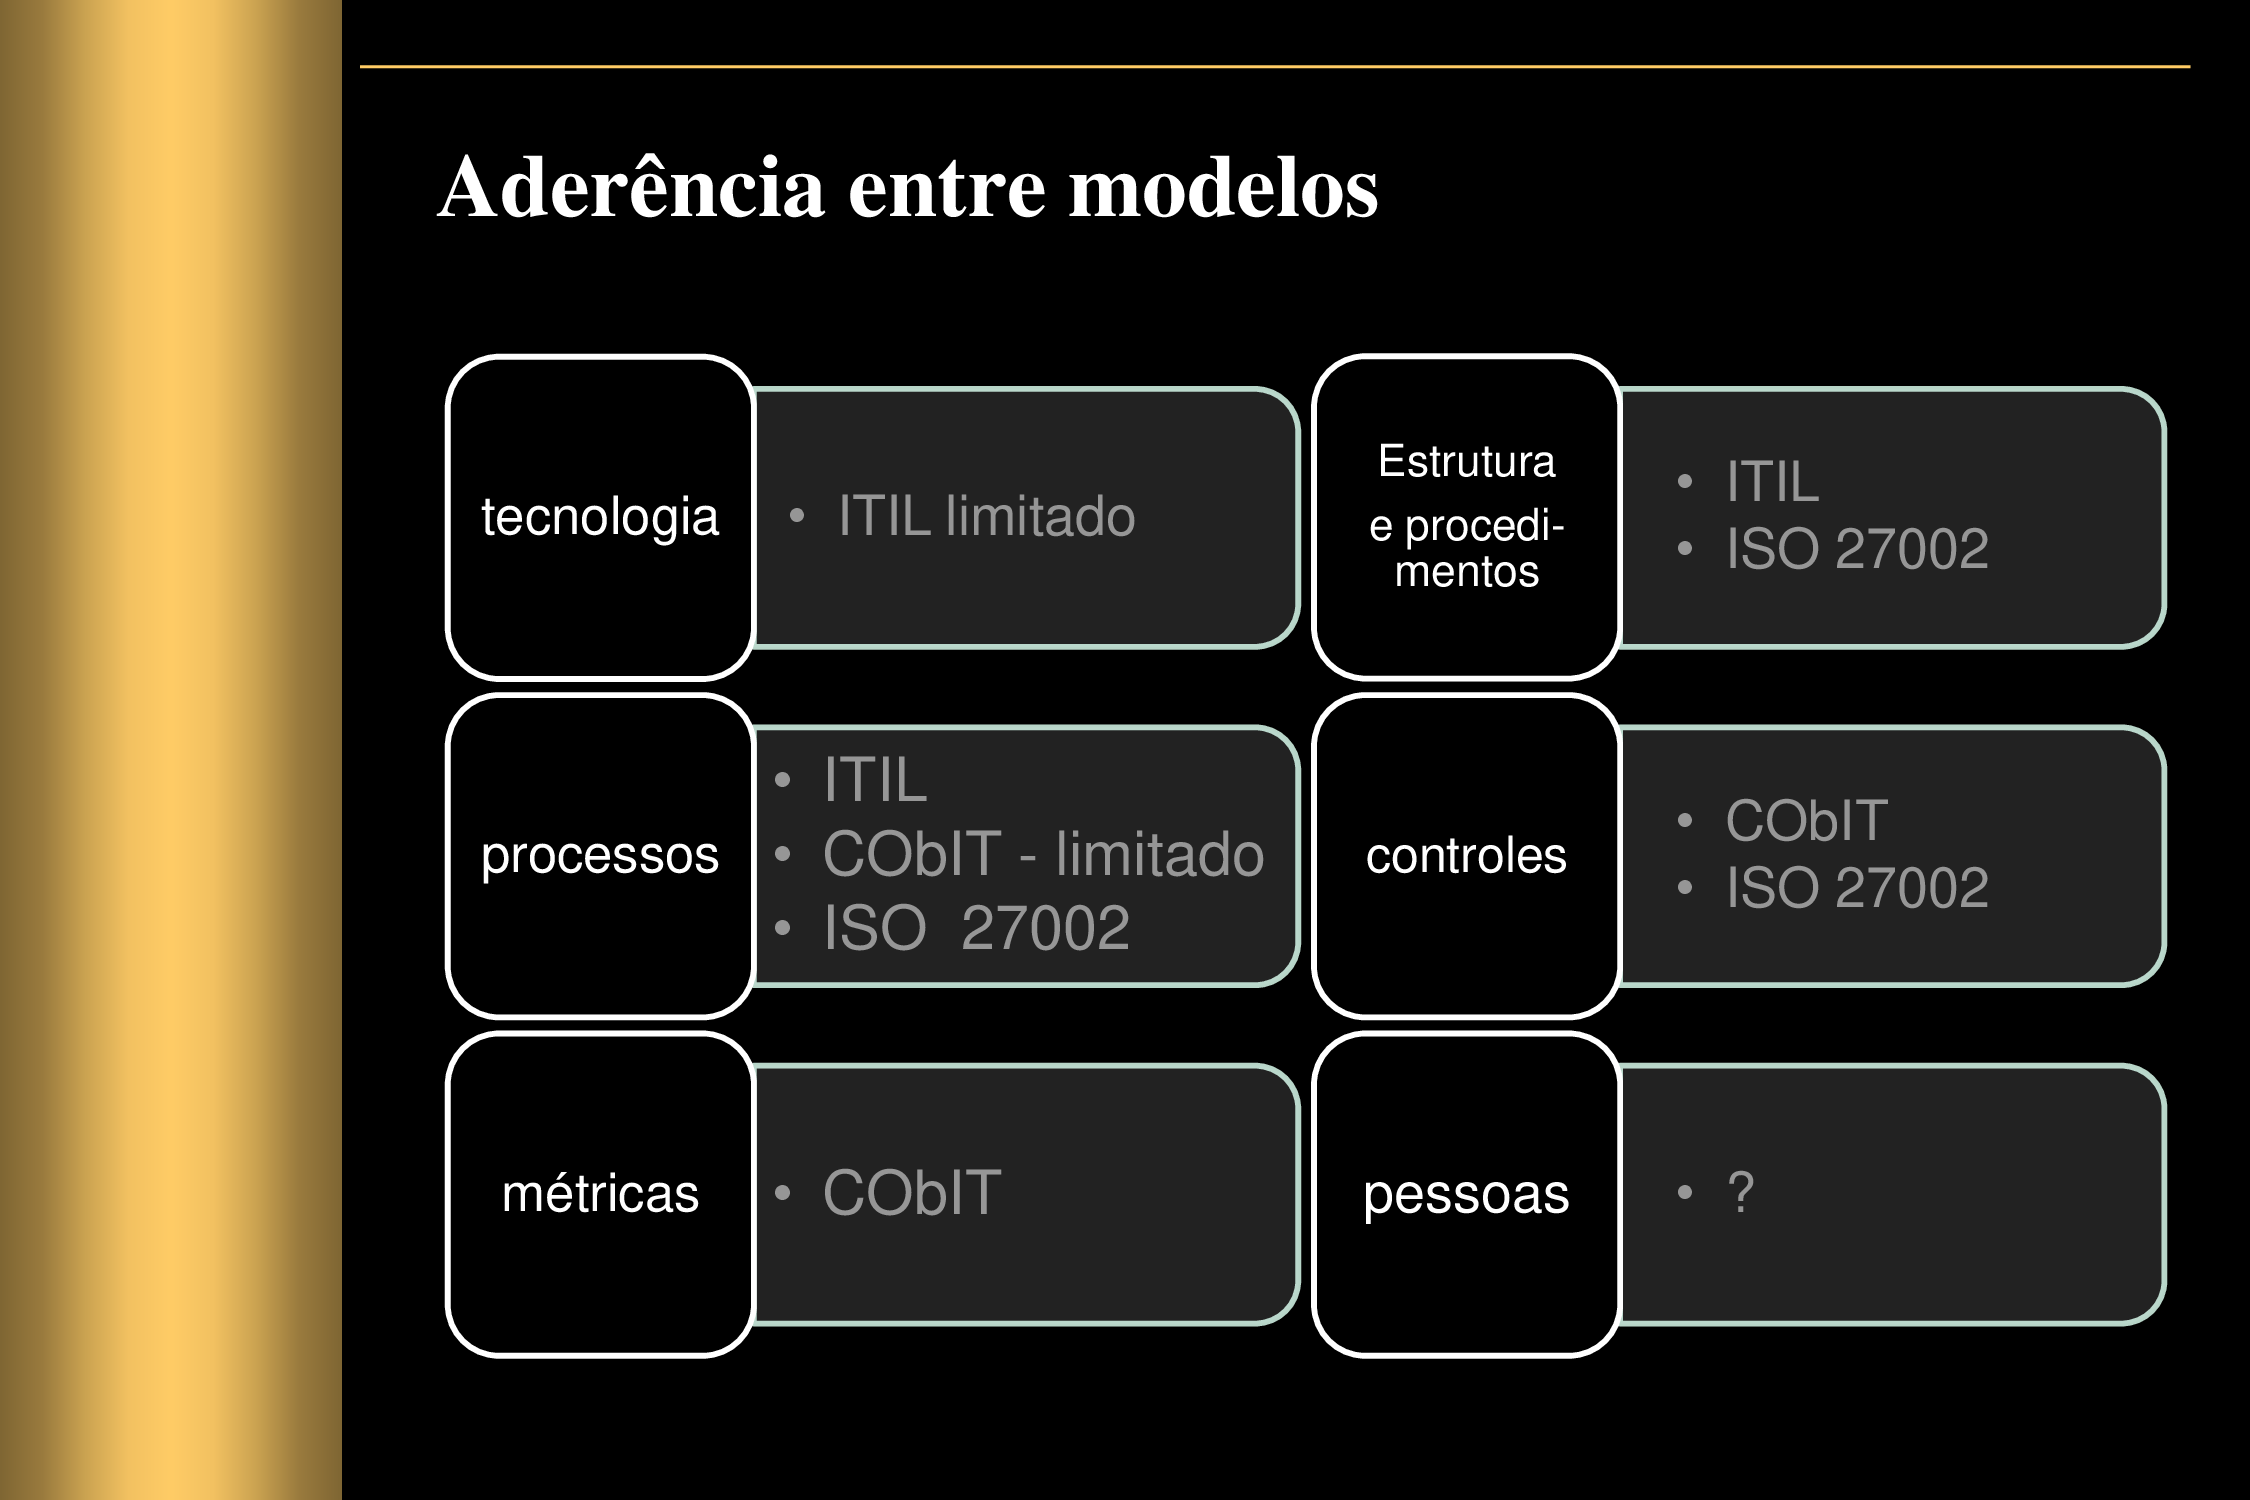 Aderência entre modelos
tecnologia
• ITIL limitado
Estrutura
e procedi-
mentos
• ITIL
• ISO 27002
processos
• ITIL
• CObIT - limitado
• ISO  27002
controles
• CObIT
• ISO 27002
métricas
• CObIT
pessoas
• ?